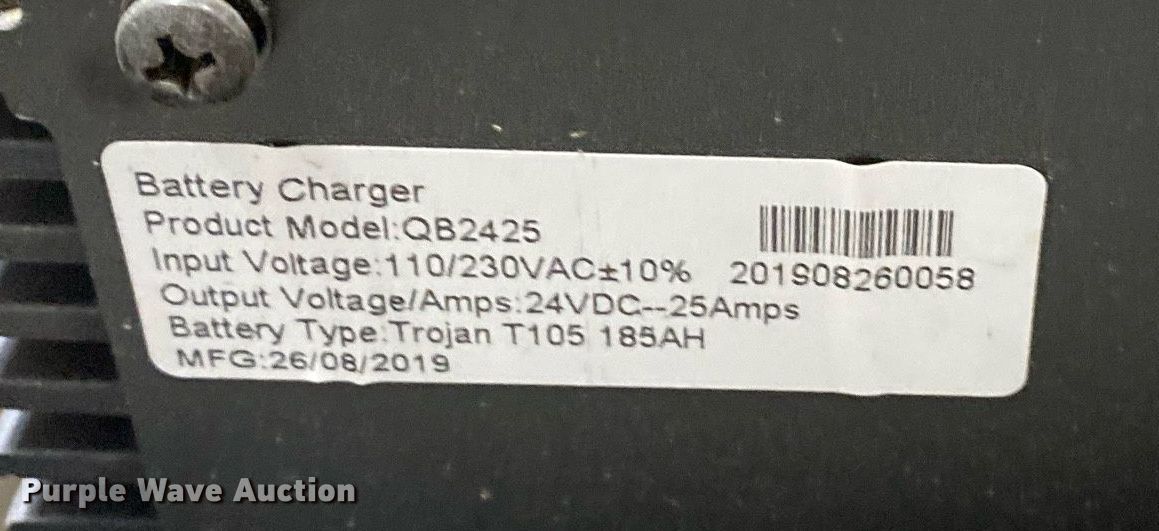 Battery Charger
Product Model:QB2425
Input Voltage:110/230VAC±10%
201908260058
Output Voltage/Amps:24VDC--25Amps
Battery Type:Trojan T105 185AH
MFG:26/08/2019
Purple Wave Auction